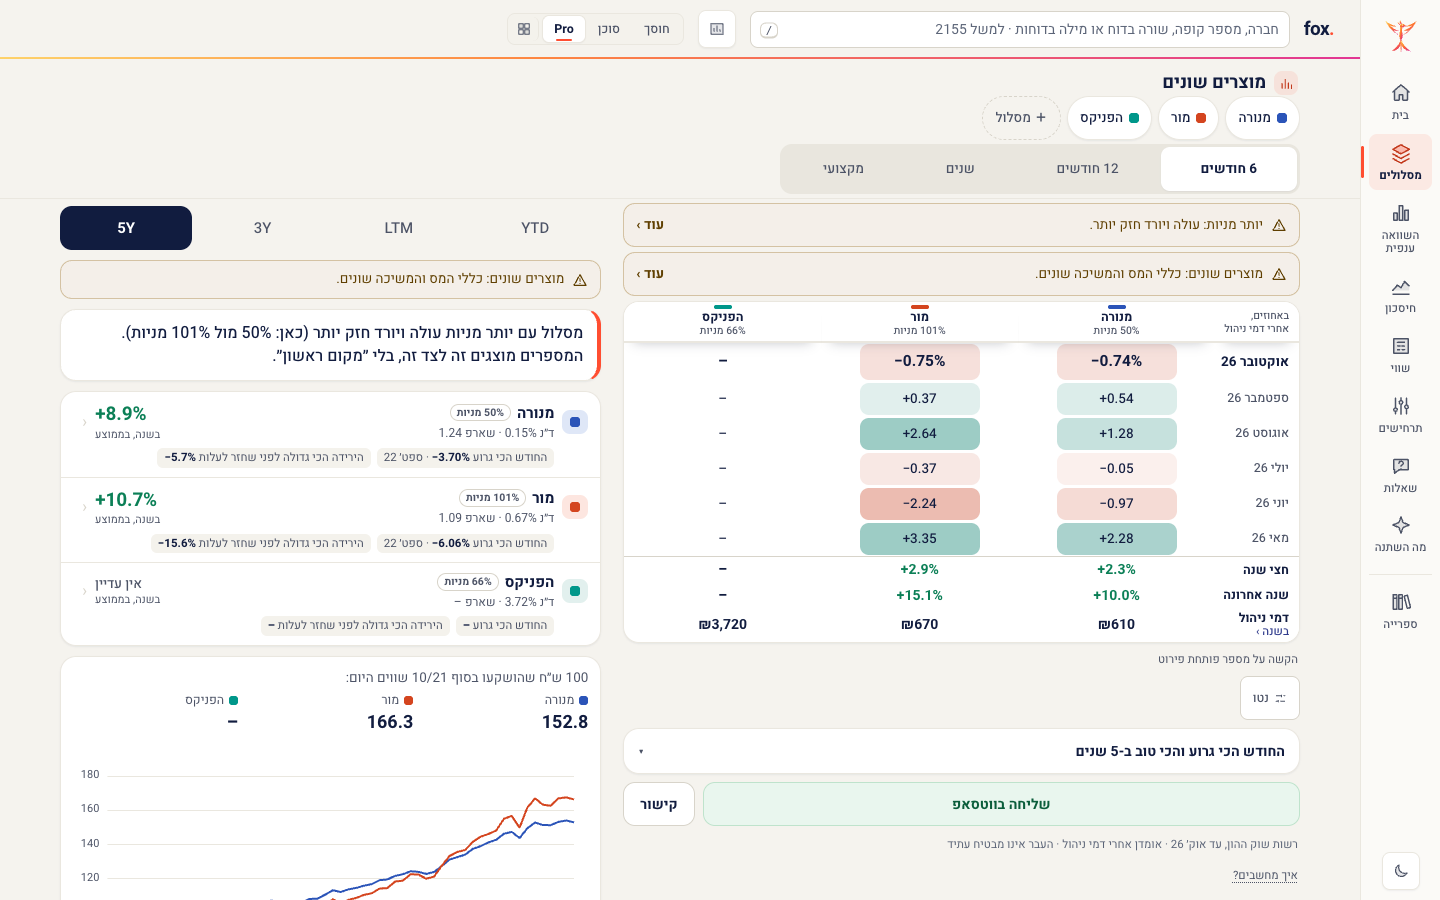 fox.
חברה, מספר קופה, שורה בדוח או מילה בדוחות · למשל 2155
/
חוסך
סוכן
Pro
בית
מסלולים
השוואה
ענפית
חיסכון
שווי
תרחישים
שאלות
מה השתנה
ספרייה
מוצרים שונים
מנורה
מור
הפניקס
+ מסלול
6 חודשים
12 חודשים
שנים
מקצועי
יותר מניות: עולה ויורד חזק יותר.
עוד ›
מוצרים שונים: כללי המס והמשיכה שונים.
עוד ›
באחוזים,
אחרי דמי ניהול
מנורה
50% מניות
מור
101% מניות
הפניקס
66% מניות
אוקטובר 26 −0.74% −0.75% –
ספטמבר 26 +0.54 +0.37 –
אוגוסט 26 +1.28 +2.64 –
יולי 26 −0.05 −0.37 –
יוני 26 −0.97 −2.24 –
מאי 26 +2.28 +3.35 –
חצי שנה +2.3% +2.9% –
שנה אחרונה +10.0% +15.1% –
דמי ניהול
בשנה ›
₪610 ₪670 ₪3,720
הקשה על מספר פותחת פירוט
נטו
החודש הכי גרוע והכי טוב ב-5 שנים
שליחה בווטסאפ
קישור
רשות שוק ההון, עד אוק׳ 26 · אומדן אחרי דמי ניהול · העבר אינו מבטיח עתיד
איך מחשבים?
YTD
LTM
3Y
5Y
מוצרים שונים: כללי המס והמשיכה שונים.
מסלול עם יותר מניות עולה ויורד חזק יותר (כאן: 50% מול 101% מניות).
המספרים מוצגים זה לצד זה, בלי ״מקום ראשון״.
מנורה 50% מניות
+8.9%
ד״נ 0.15% · שארפ 1.24
בשנה, בממוצע
החודש הכי גרוע −3.70% · ספט׳ 22
הירידה הכי גדולה לפני שחזר לעלות −5.7%
מור 101% מניות
+10.7%
ד״נ 0.67% · שארפ 1.09
בשנה, בממוצע
החודש הכי גרוע −6.06% · ספט׳ 22
הירידה הכי גדולה לפני שחזר לעלות −15.6%
הפניקס 66% מניות
אין עדיין
ד״נ 3.72% · שארפ –
בשנה, בממוצע
החודש הכי גרוע –
הירידה הכי גדולה לפני שחזר לעלות –
100 ש״ח שהושקעו בסוף 10/21 שווים היום:
מנורה
152.8
מור
166.3
הפניקס
–
180
160
140
120